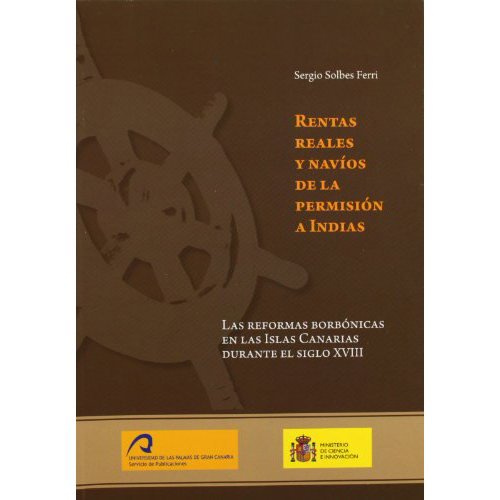 Sergio Solbes Ferri
RENTAS
REALES
Y NAVÍOS
DE LA
PERMISIÓN
A INDIAS
LAS REFORMAS BORBÓNICAS
EN LAS ISLAS CANARIAS
DURANTE EL SIGLO XVIII
UNIVERSIDAD DE LAS PALMAS DE GRAN CANARIA
Servicio de Publicaciones
MINISTERIO
DE CIENCIA
E INNOVACIÓN